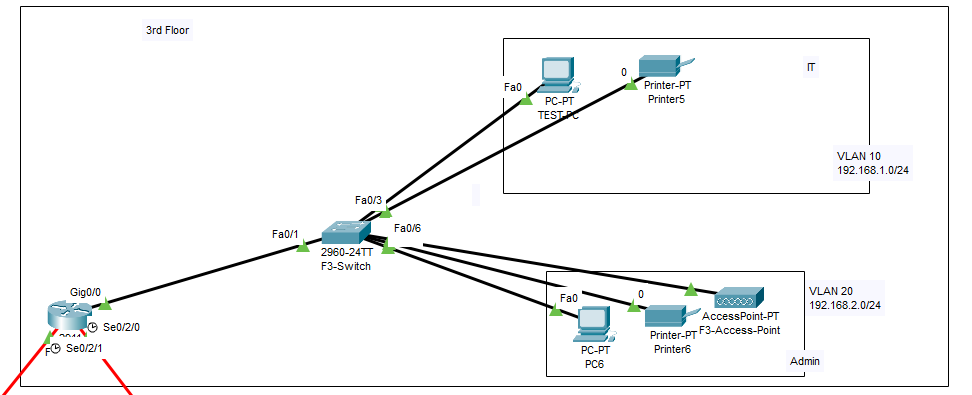 3rd Floor
IT
Fa0
PC-PT
TEST-PC
0
Printer-PT
Printer5
VLAN 10
192.168.1.0/24
Fa0/3
Fa0/1
Fa0/6
2960-24TT
F3-Switch
Gig0/0
Se0/2/0
Se0/2/1
Fa0
PC-PT
PC6
0
Printer-PT
Printer6
AccessPoint-PT
F3-Access-Point
VLAN 20
192.168.2.0/24
Admin